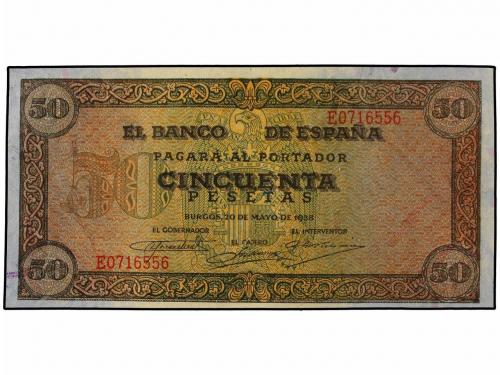 50 50
E0716556
EL BANCO DE ESPAÑA
PAGARÁ AL PORTADOR
50
CINCUENTA
PESETAS
BURGOS, 20 DE MAYO DE 1938
EL GOBERNADOR EL CAJERO EL INTERVENTOR
E0716556
50 50